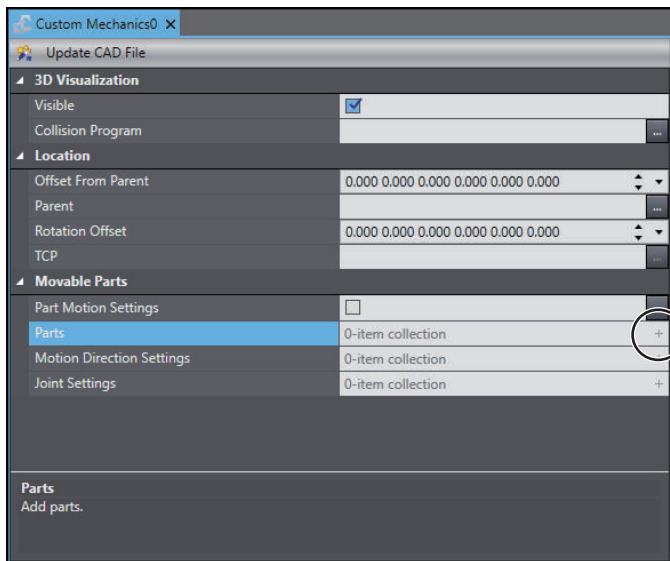 Custom Mechanics0
Update CAD File
3D Visualization
Visible
Collision Program
...
Location
Offset From Parent 0.000 0.000 0.000 0.000 0.000 0.000
Parent ...
Rotation Offset 0.000 0.000 0.000 0.000 0.000 0.000
TCP ...
Movable Parts
Part Motion Settings
Parts 0-item collection +
Motion Direction Settings 0-item collection
Joint Settings 0-item collection +
Parts
Add parts.